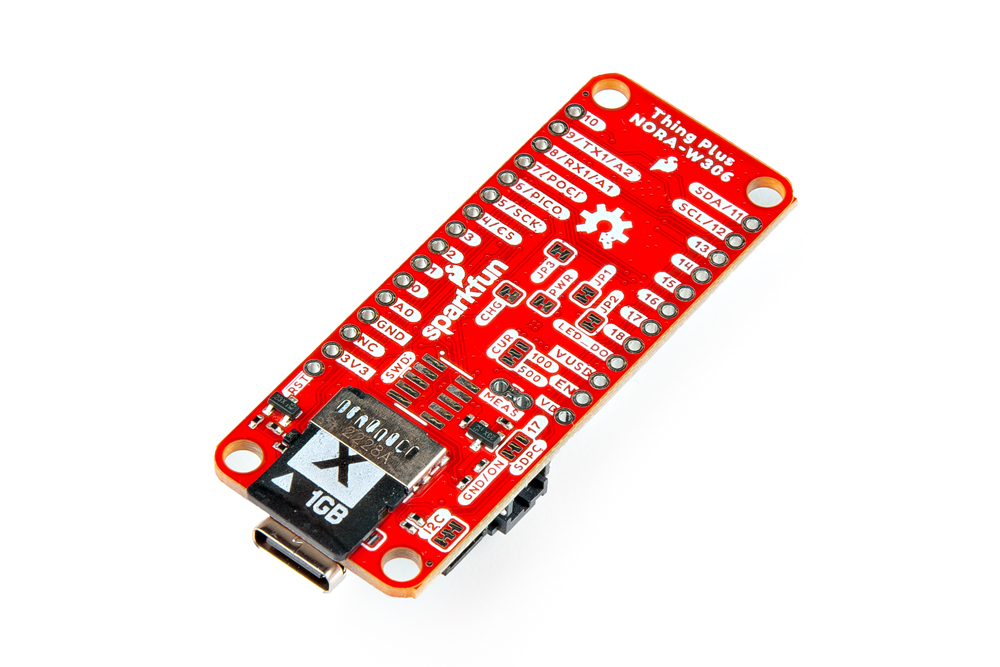 Thing Plus
NORA-W306
10
9/TX1/A2
8/RX1/A1
7/POCI
6/PICO
5/SCK
4/CS
3
2
1
0
A0
GND
NC
3V3
RST
SDA/11
SCL/12
13
14
15
16
17
18
LED_DO
VUSB
EN
JP3
PWR
JP1
JP2
CHG
sparkfun
CUR
100
500
SWD
MEAS
17
SDPC
GND/ON
I2C
2228A
X
1GB